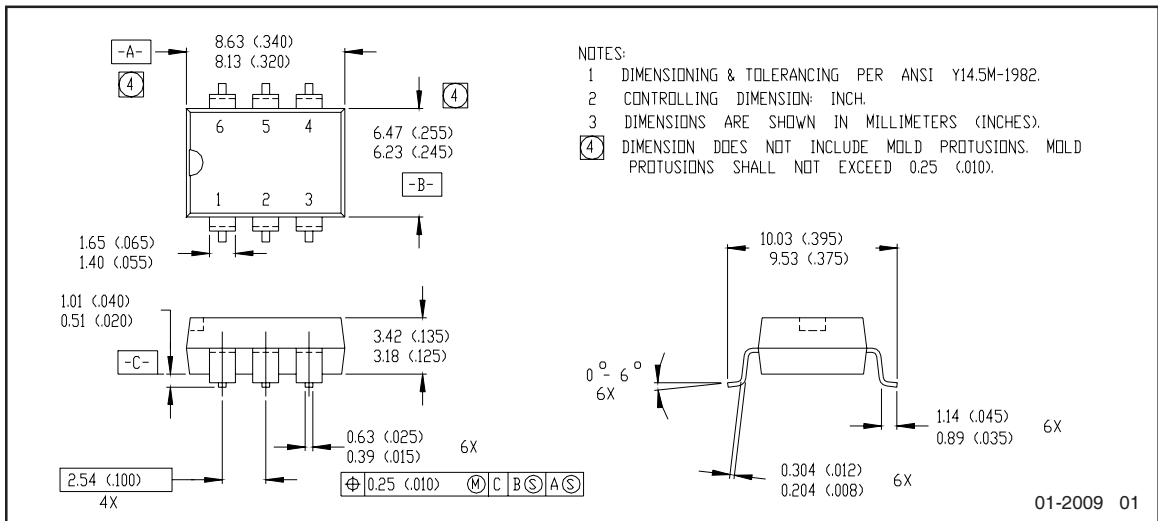 -A-
8.63 (.340)
8.13 (.320)
4
4
6 5 4
1 2 3
6.47 (.255)
6.23 (.245)
-B-
1.65 (.065)
1.40 (.055)
NOTES:
1 DIMENSIONING & TOLERANCING PER ANSI Y14.5M-1982.
2 CONTROLLING DIMENSION: INCH.
3 DIMENSIONS ARE SHOWN IN MILLIMETERS (INCHES).
4 DIMENSION DOES NOT INCLUDE MOLD PROTUSIONS. MOLD
PROTUSIONS SHALL NOT EXCEED 0.25 (.010).
1.01 (.040)
0.51 (.020)
-C-
3.42 (.135)
3.18 (.125)
0.63 (.025)
0.39 (.015)
6X
2.54 (.100)
4X
⌖ 0.25 (.010) Ⓜ C B Ⓢ A Ⓢ
10.03 (.395)
9.53 (.375)
0° - 6°
6X
1.14 (.045)
0.89 (.035)
6X
0.304 (.012)
0.204 (.008)
6X
01-2009 01